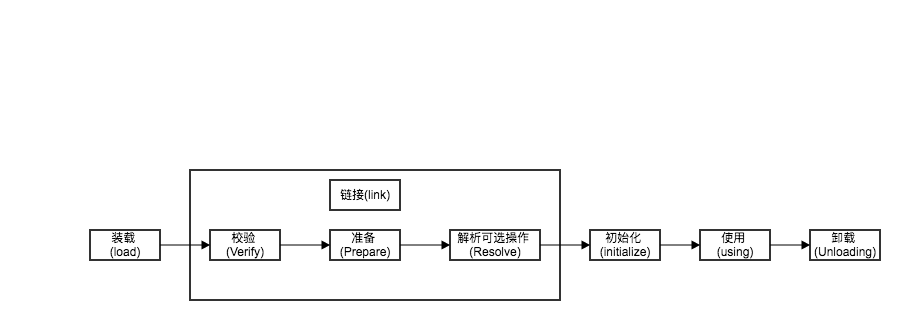 链接(link)
装载
(load)
校验
(Verify)
准备
(Prepare)
解析可选操作
(Resolve)
初始化
(initialize)
使用
(using)
卸载
(Unloading)